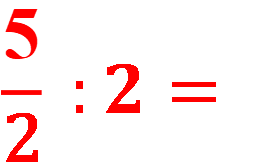 5/2 : 2 =